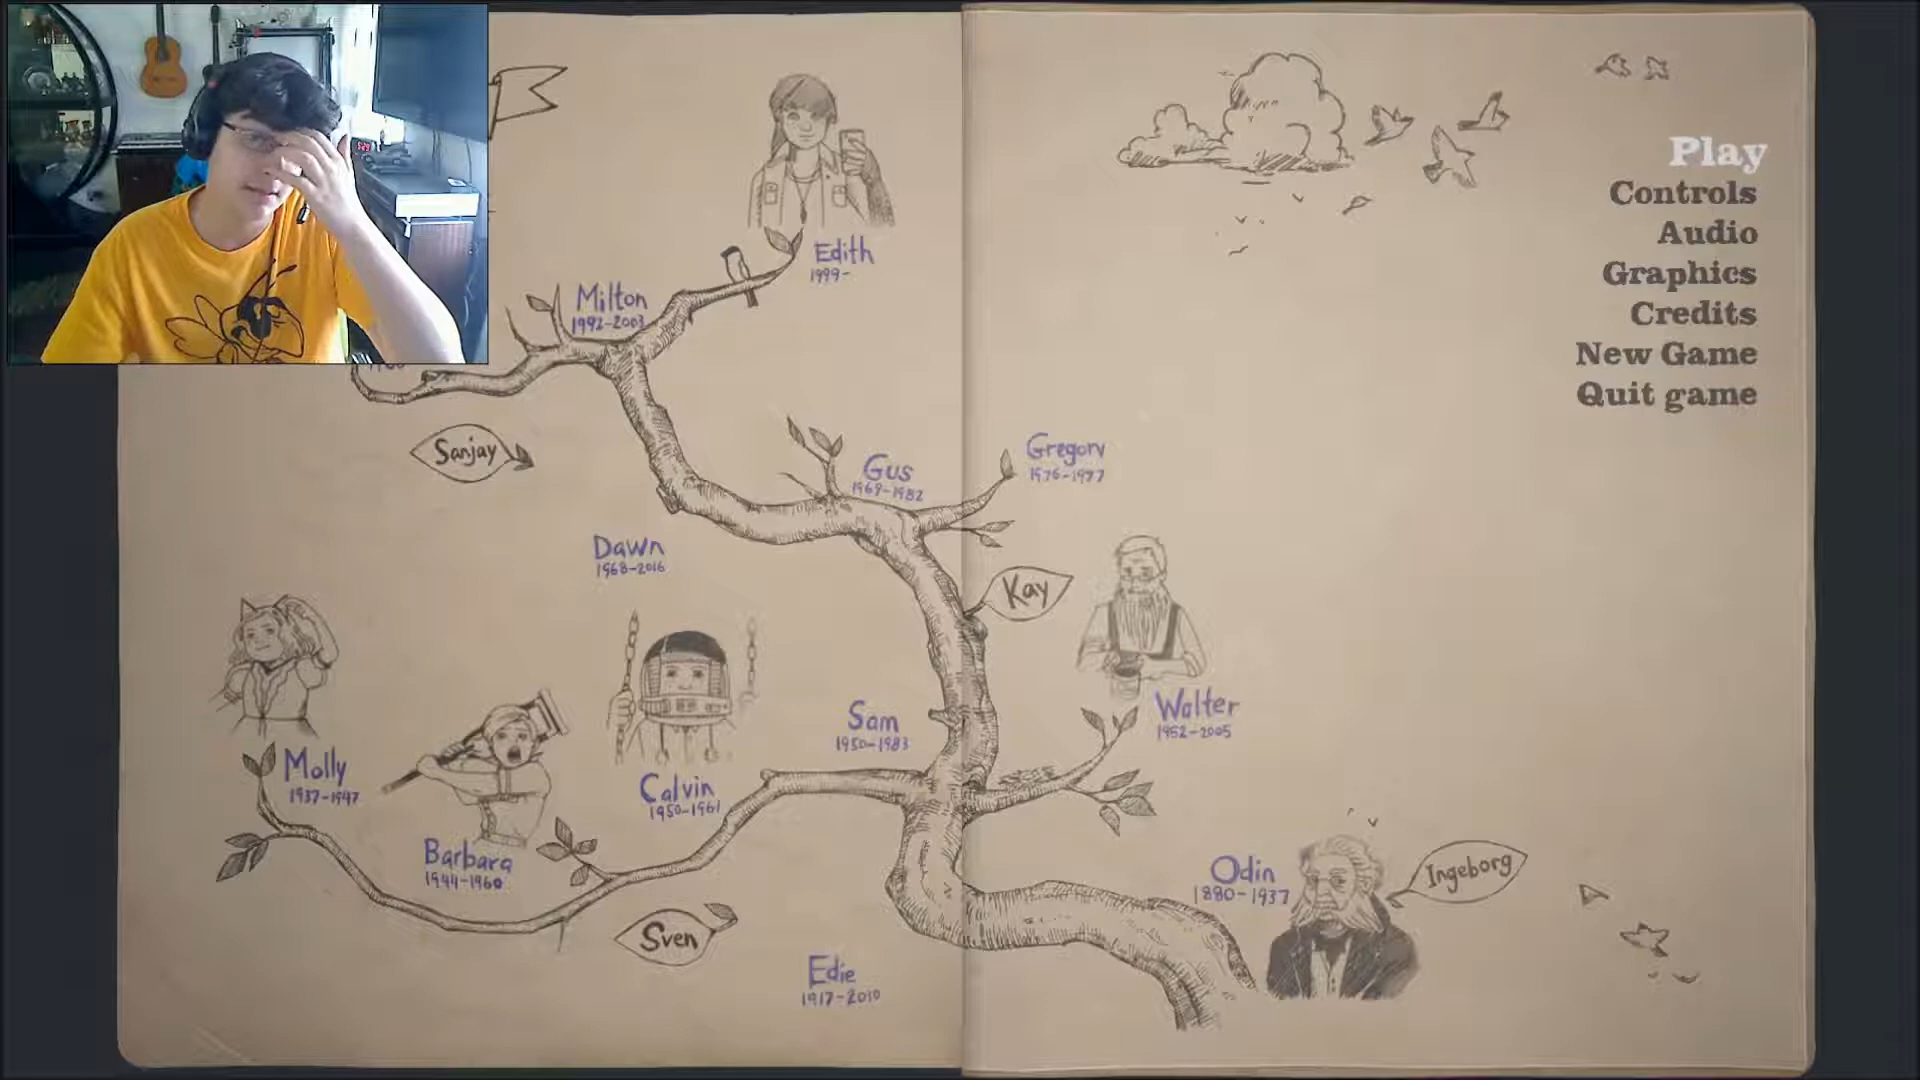 Edith
1999-
Milton
1992-2003
Play
Controls
Audio
Graphics
Credits
New Game
Quit game
Sanjay
Gus
1969-1982
Gregory
1976-1977
Dawn
1968-2016
Kay
Sam
1950-1983
Walter
1952-2005
Molly
1937-1947
Calvin
1950-1961
Barbara
1944-1960
Odin
1880-1937
Ingeborg
Sven
Edie
1917-2010